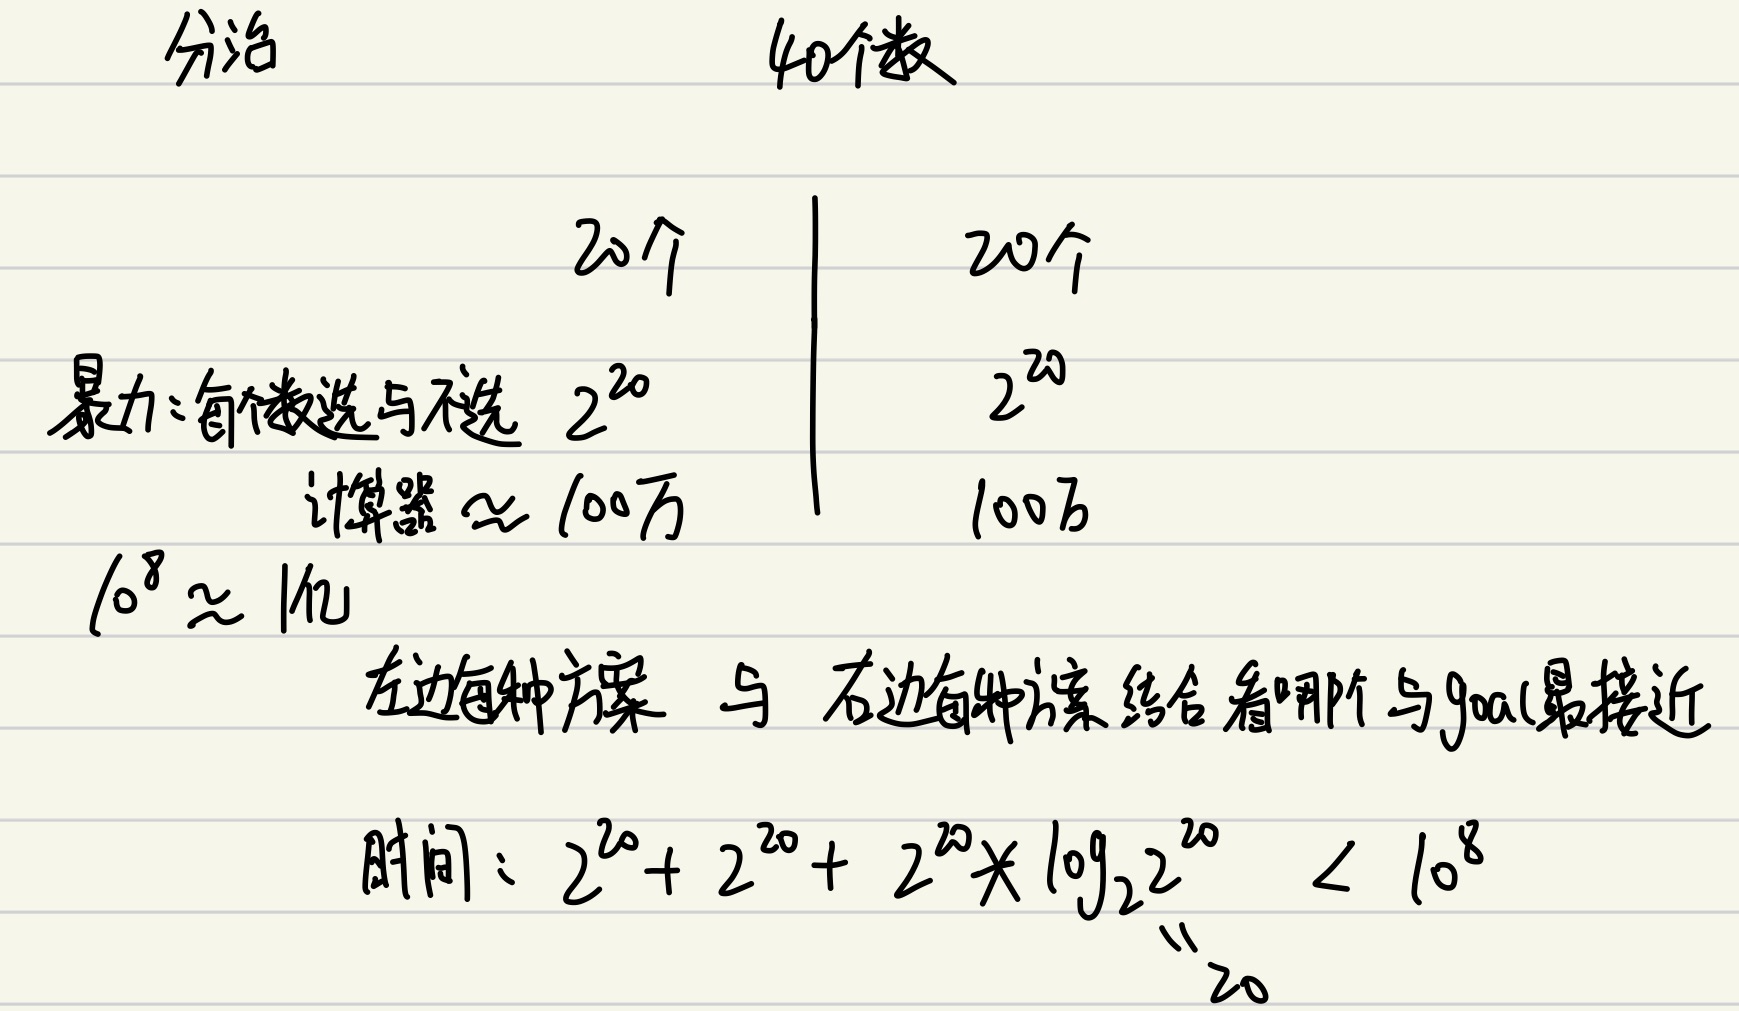 分治 40个数
20个 20个
暴力:每个数选与不选 2^20 2^20
计算器 ≈ 100万 100万
10^8 ≈ 1亿
左边每种方案 与 右边每种方案结合看哪个与goal最接近
时间: 2^20 + 2^20 + 2^20 * log_2 2^20 < 10^8
"
20